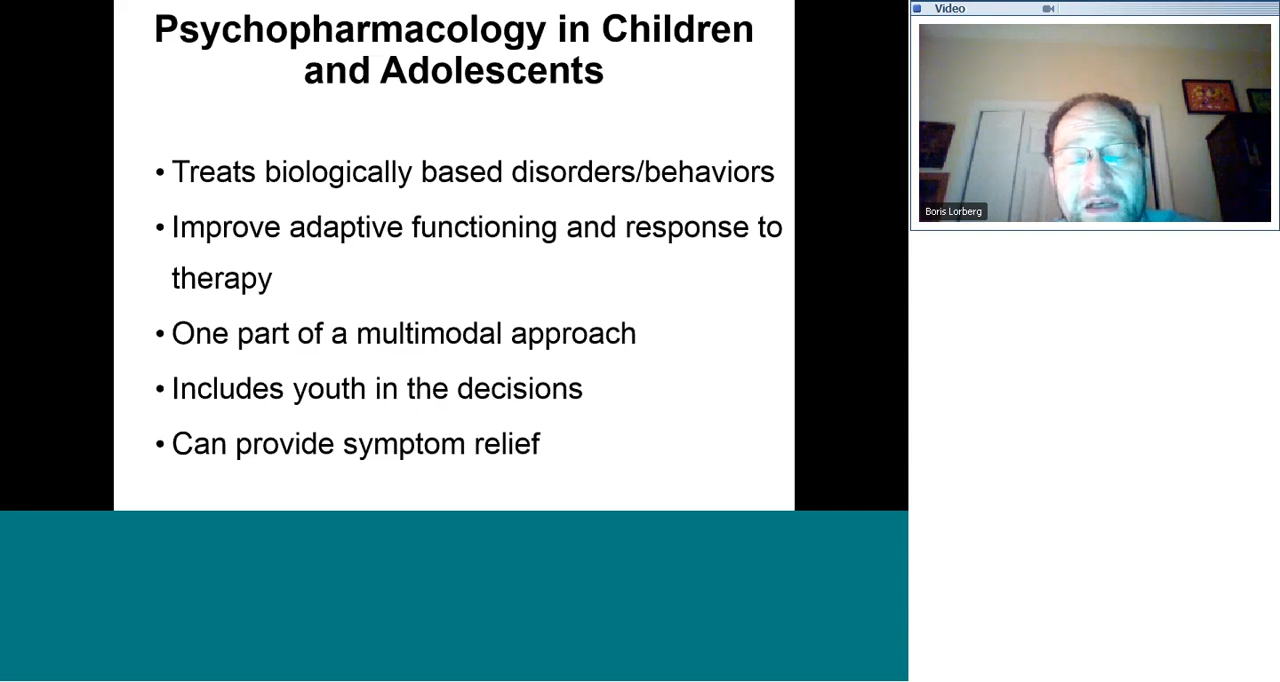 Psychopharmacology in Children
and Adolescents
• Treats biologically based disorders/behaviors
• Improve adaptive functioning and response to
therapy
• One part of a multimodal approach
• Includes youth in the decisions
• Can provide symptom relief
Video
Boris Lorberg